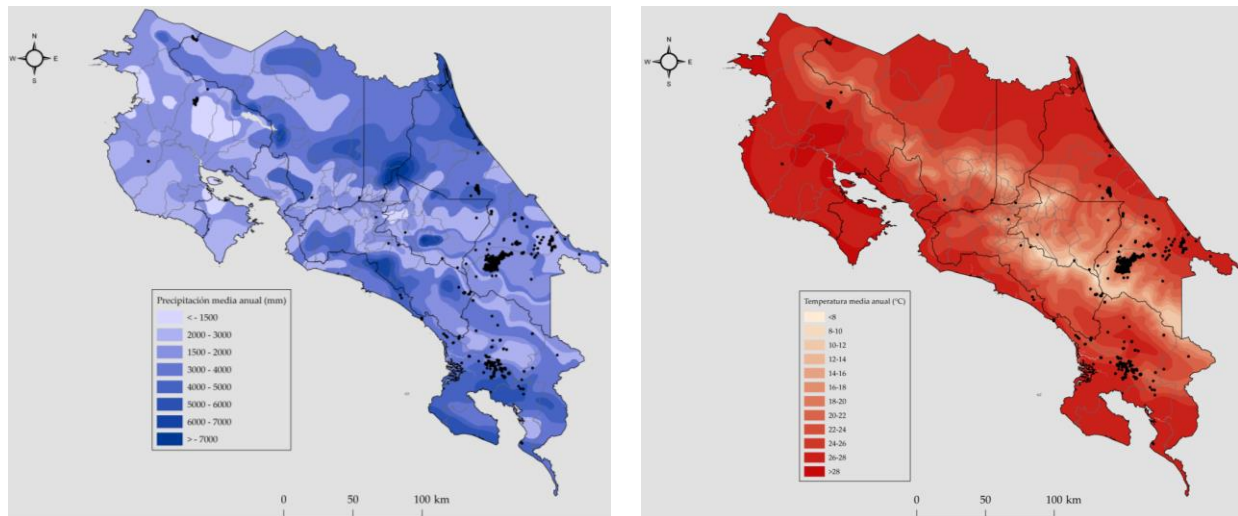 N
W E
S
Precipitación media anual (mm)
< - 1500
2000 - 3000
1500 - 2000
3000 - 4000
4000 - 5000
5000 - 6000
6000 - 7000
> - 7000
0 50 100 km
N
W E
S
Temperatura media anual (°C)
<8
8-10
10-12
12-14
14-16
16-18
18-20
20-22
22-24
24-26
26-28
>28
0 50 100 km